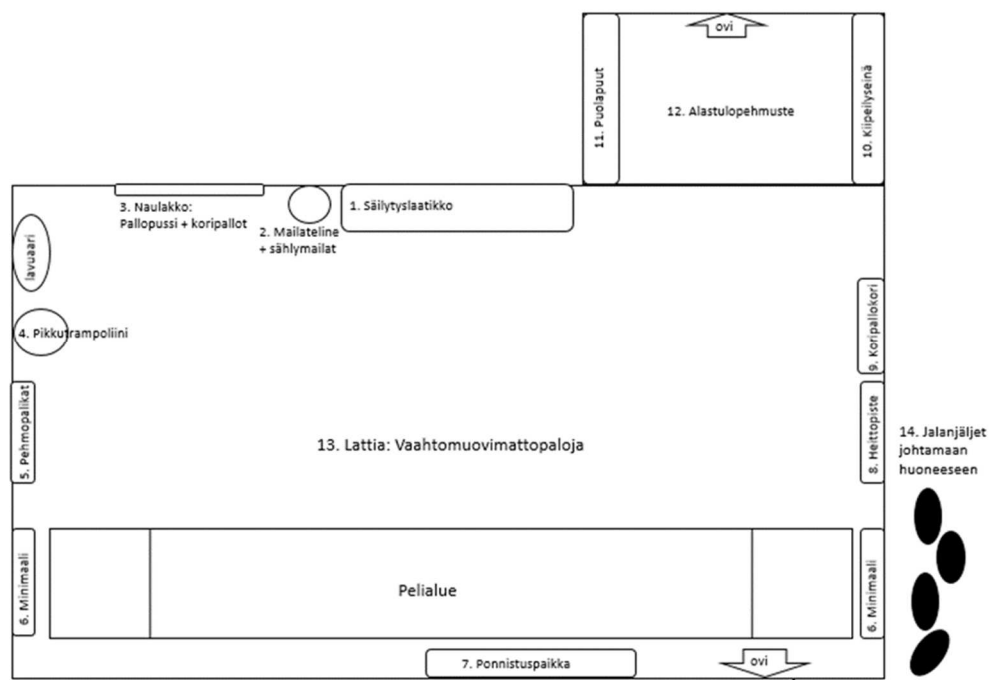 ovi
11. Puolapuut
12. Alastulopehmuste
10. Kiipeilyseinä
3. Naulakko:
Pallopussi + koripallot
2. Mailateline
+ sählymailat
1. Säilytyslaatikko
lavuaari
4. Pikkutrampoliini
9. Koripallokori
5. Pehmopalikat
13. Lattia: Vaahtomuovimattopaloja
8. Heittopiste
14. Jalanjäljet
johtamaan
huoneeseen
6. Minimaali
Pelialue
6. Minimaali
7. Ponnistuspaikka
ovi